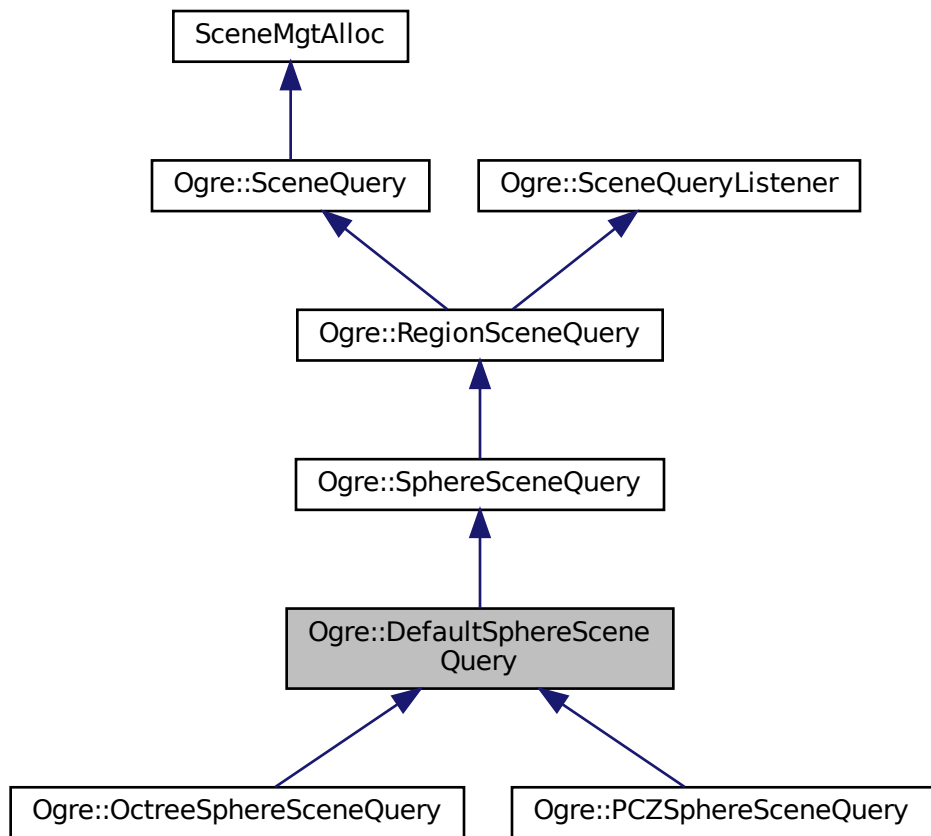 SceneMgtAlloc
Ogre::SceneQuery
Ogre::SceneQueryListener
Ogre::RegionSceneQuery
Ogre::SphereSceneQuery
Ogre::DefaultSphereScene
Query
Ogre::OctreeSphereSceneQuery
Ogre::PCZSphereSceneQuery